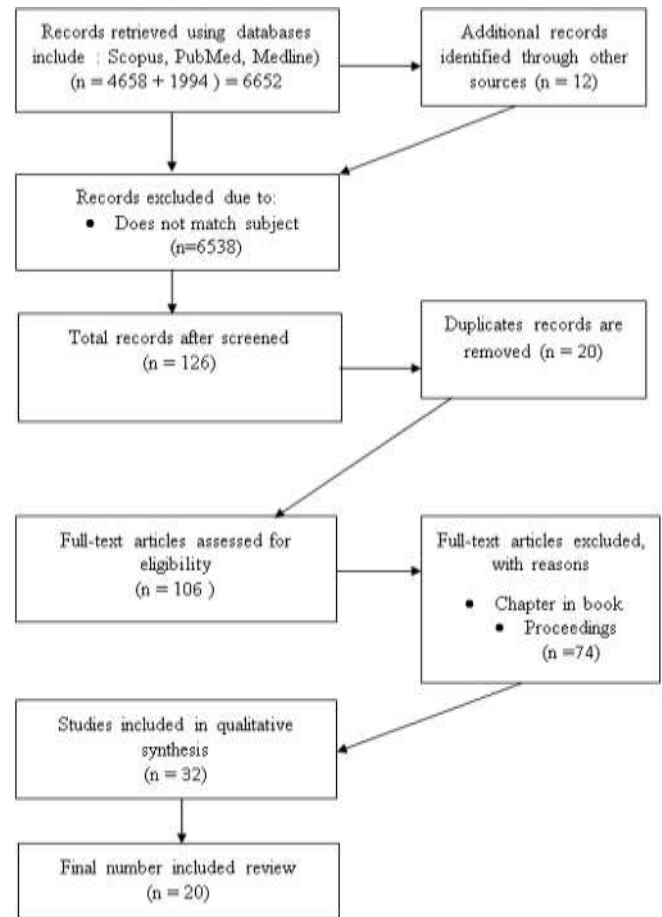 Records retrieved using databases
include : Scopus, PubMed, Medline)
(n = 4658 + 1994 ) = 6652
Additional records
identified through other
sources (n = 12)
Records excluded due to:
• Does not match subject
(n=6538)
Total records after screened
(n = 126)
Duplicates records are
removed (n = 20)
Full-text articles assessed for
eligibility
(n = 106 )
Full-text articles excluded,
with reasons
• Chapter in book
• Proceedings
(n =74)
Studies included in qualitative
synthesis
(n = 32)
Final number included review
(n = 20)